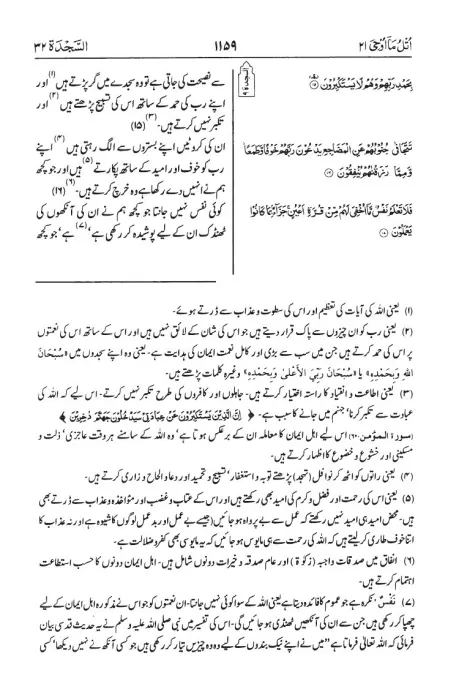 اُتْلُ مَا اُوْحِیَ ۲۱
۱۱۵۹
السَّجْدَۃ ۳۲
بِحَمْدِ رَبِّهِمْ وَهُمْ لَا يَسْتَكْبِرُوْنَ
تَتَجَافٰى جُنُوْبُهُمْ عَنِ الْمَضَاجِعِ يَدْعُوْنَ رَبَّهُمْ خَوْفًا وَّطَمَعًا
وَّمِمَّا رَزَقْنٰهُمْ يُنْفِقُوْنَ
فَلَا تَعْلَمُ نَفْسٌ مَّآ اُخْفِيَ لَهُمْ مِّنْ قُرَّةِ اَعْيُنٍ جَزَآءً بِمَا كَانُوْا
يَعْمَلُوْنَ
سے نصیحت کی جاتی ہے تو وہ سجدے میں گر پڑتے ہیں (۱) اور
اپنے رب کی حمد کے ساتھ اس کی تسبیح پڑھتے ہیں (۲) اور
تکبر نہیں کرتے ہیں۔ (۳) (۱۵)
ان کی کروٹیں اپنے بستروں سے الگ رہتی ہیں (۴) اپنے
رب کو خوف اور امید کے ساتھ پکارتے ہیں (۵) اور جو کچھ
ہم نے انہیں دے رکھا ہے وہ خرچ کرتے ہیں۔ (۶) (۱۶)
کوئی نفس نہیں جانتا جو کچھ ہم نے ان کی آنکھوں کی
ٹھنڈک ان کے لیے پوشیدہ کر رکھی ہے، (۷) جو کچھ
(۱) یعنی اللہ کی آیات کی تعظیم اور اس کی سطوت و عذاب سے ڈرتے ہوئے۔
(۲) یعنی رب کو ان چیزوں سے پاک قرار دیتے ہیں جو اس کی شان کے لائق نہیں ہیں اور اس کے ساتھ اس کی نعمتوں
پر اس کی حمد کرتے ہیں جن میں سب سے بڑی اور کامل نعمت ایمان کی ہدایت ہے۔ یعنی وہ اپنے سجدوں میں «سُبْحَانَ
اللهِ وَبِحَمْدِهِ» یا «سُبْحَانَ رَبِّيَ الأَعْلَىٰ وَبِحَمْدِهِ» وغیرہ کلمات پڑھتے ہیں۔
(۳) یعنی اطاعت و انقیاد کا راستہ اختیار کرتے ہیں۔ جاہلوں اور کافروں کی طرح تکبر نہیں کرتے۔ اس لیے کہ اللہ کی
عبادت سے تکبر کرنا، جہنم میں جانے کا سبب ہے۔ ﴿ اِنَّ الَّذِيْنَ يَسْتَكْبِرُوْنَ عَنْ عِبَادَتِيْ سَيَدْخُلُوْنَ جَهَنَّمَ دٰخِرِيْنَ ﴾
(سورۃ المؤمن ۶۰) اس لیے اہل ایمان کا معاملہ ان کے برعکس ہوتا ہے، وہ اللہ کے سامنے ہر وقت عاجزی، ذلت و
مسکینی اور خشوع و خضوع کا اظہار کرتے ہیں۔
(۴) یعنی راتوں کو اٹھ کر نوافل (تہجد) پڑھتے توبہ و استغفار، تسبیح و تحمید اور دعا و الحاح و زاری کرتے ہیں۔
(۵) یعنی اس کی رحمت اور فضل و کرم کی امید بھی رکھتے ہیں اور اس کے عتاب و غضب اور مؤاخذہ و عذاب سے ڈرتے بھی
ہیں۔ محض امید ہی امید نہیں رکھتے کہ عمل سے بے پرواہ ہو جائیں (جیسے بے عمل اور بد عمل لوگوں کا شیوہ ہے اور نہ عذاب کا
اتنا خوف طاری کر لیتے ہیں کہ اللہ کی رحمت سے ہی مایوس ہو جائیں کہ یہ مایوسی بھی کفر و ضلالت ہے۔
(۶) انفاق میں صدقات واجبہ (زکوٰۃ) اور عام صدقہ و خیرات دونوں شامل ہیں۔ اہل ایمان دونوں کا حسب استطاعت
اہتمام کرتے ہیں۔
(۷) نَفْسٌ، نکرہ ہے جو عموم کا فائدہ دیتا ہے یعنی اللہ کے سوا کوئی نہیں جانتا۔ ان نعمتوں کو جو اس نے مذکورہ اہل ایمان کے لیے
چھپا کر رکھی ہیں جن سے ان کی آنکھیں ٹھنڈی ہو جائیں گی۔ اس کی تفسیر میں نبی صلی اللہ علیہ وسلم نے یہ حدیث قدسی بیان
فرمائی کہ اللہ تعالیٰ فرماتا ہے "میں نے اپنے نیک بندوں کے لیے وہ وہ چیزیں تیار کر رکھی ہیں جو کسی آنکھ نے نہیں دیکھا، کسی